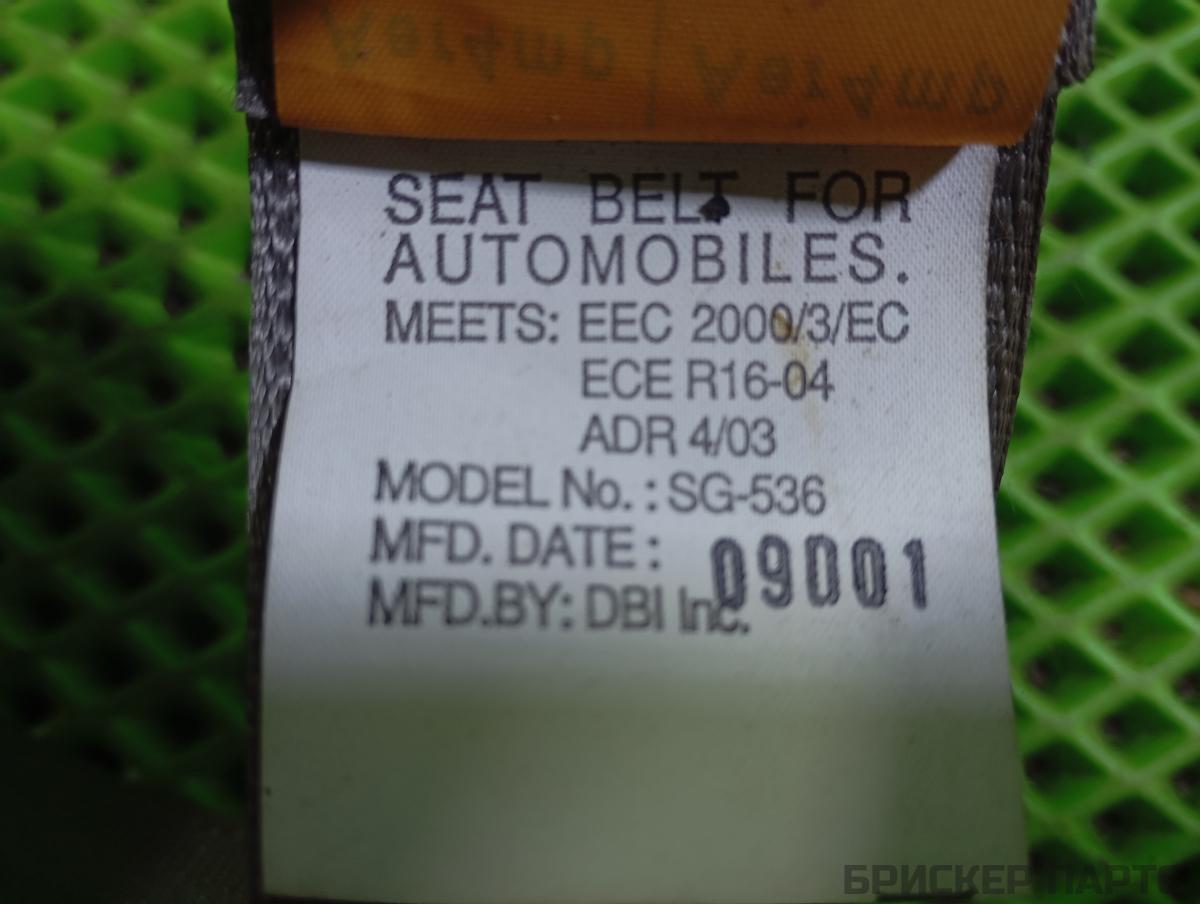 SEAT BELT FOR
AUTOMOBILES.
MEETS: EEC 2000/3/EC
ECE R16-04
ADR 4/03
MODEL No.: SG-536
MFD. DATE: 09001
MFD.BY: DBI Inc.
БРИСКЕР ПАРТС